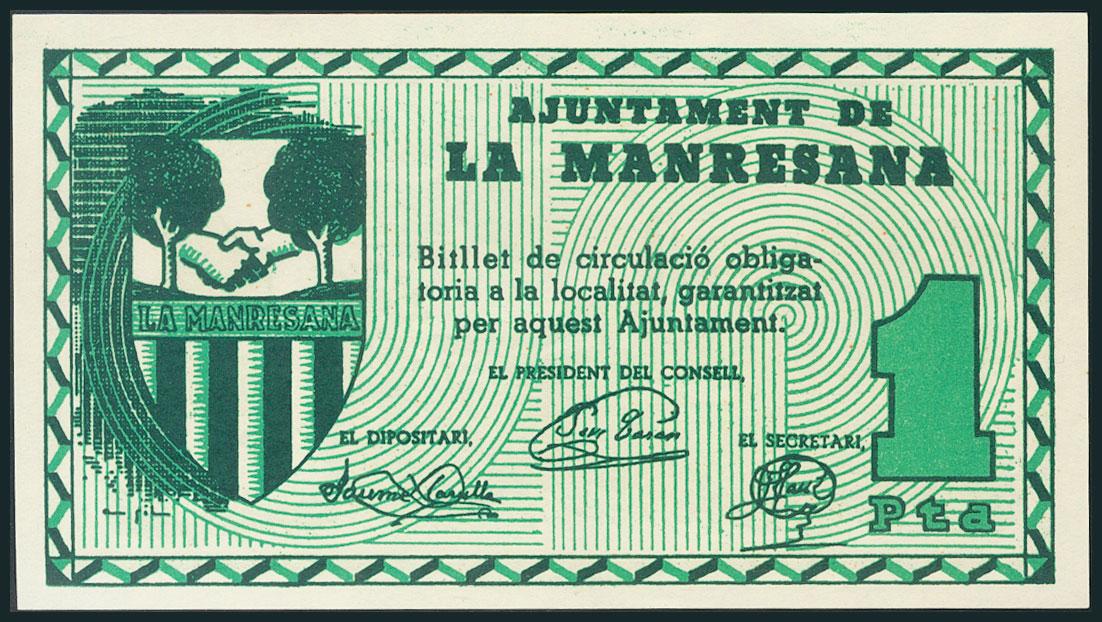 AJUNTAMENT DE
LA MANRESANA
Bitllet de circulació obliga-
toria a la localitat, garantitzat
per aquest Ajuntament.
LA MANRESANA
EL PRESIDENT DEL CONSELL,
EL DIPOSITARI,
EL SECRETARI,
Jaume
1
Pta